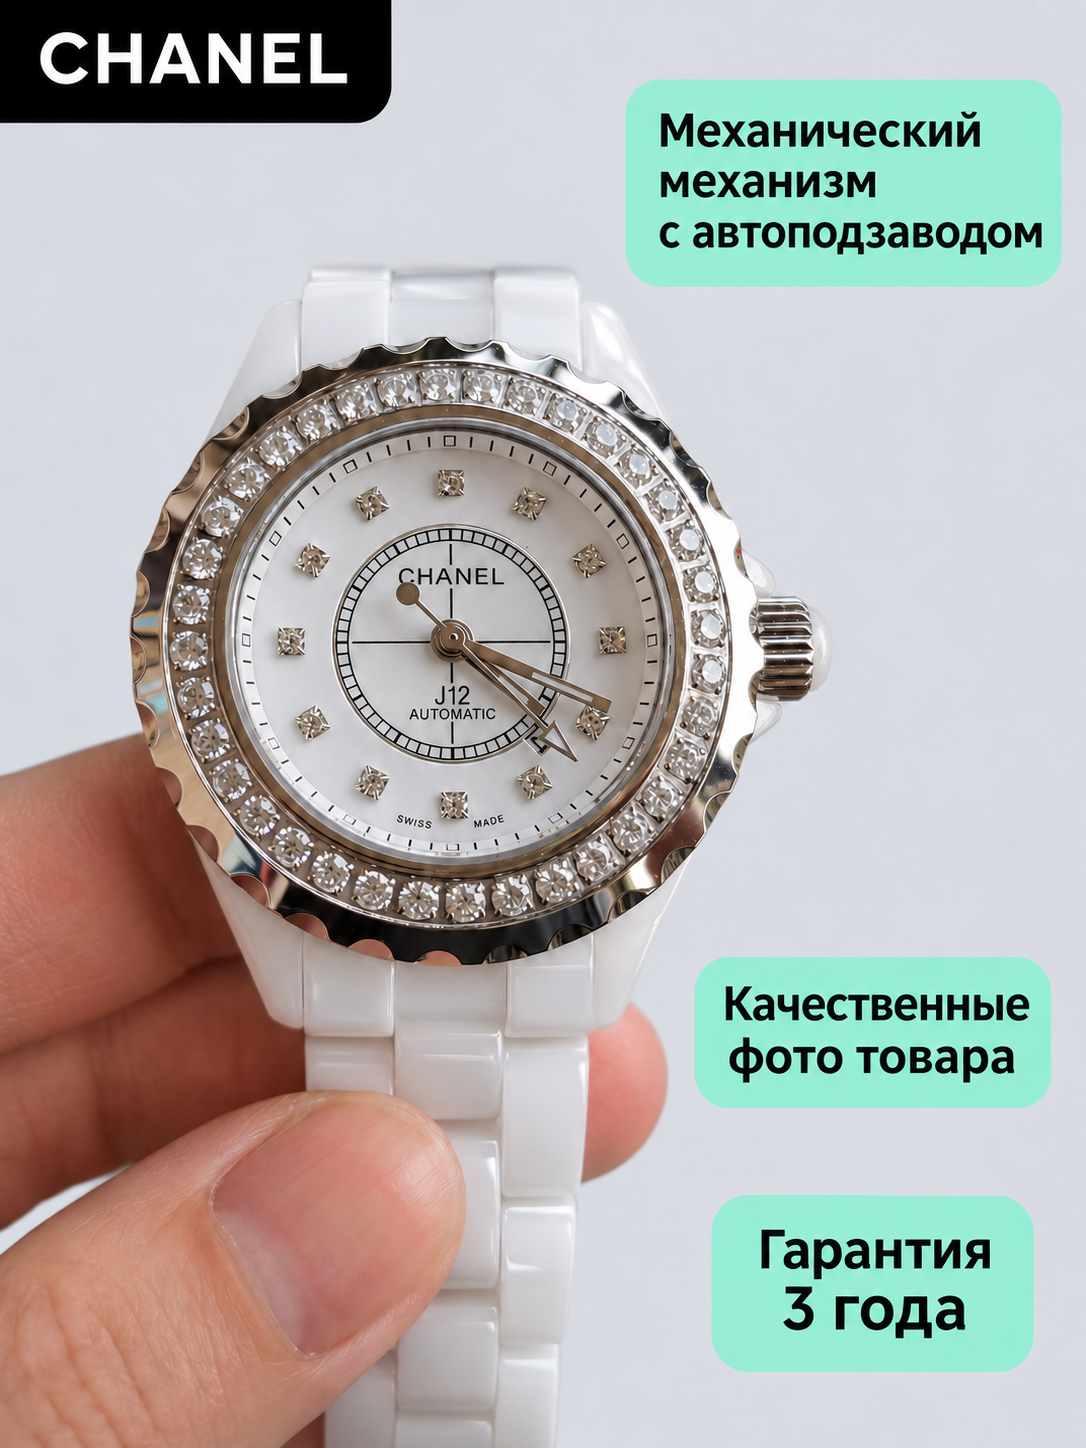 CHANEL
Механический
механизм
с автоподзаводом
CHANEL
J12
AUTOMATIC
SWISS MADE
Качественные
фото товара
Гарантия
3 года